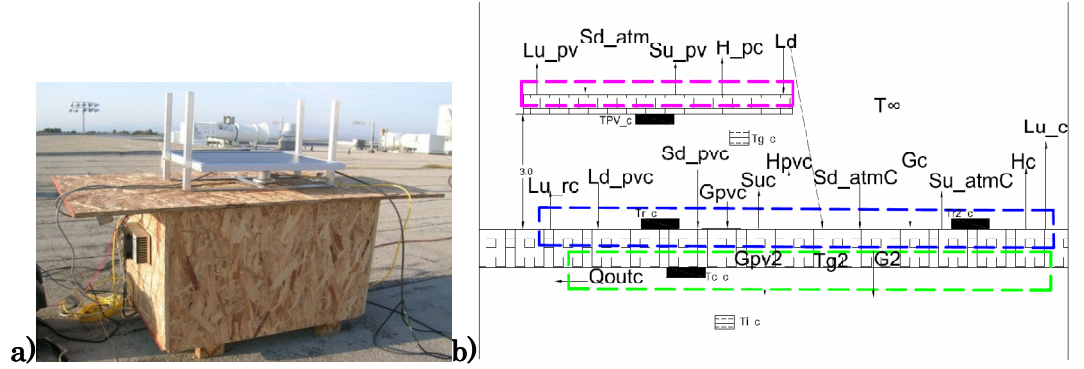 a)
b)
Sd_atm
Lu_pv
Su_pv
H_pc
Ld
TPV_c
Tg_c
T∞
3.0
Lu_rc
Ld_pvc
Sd_pvc
Gpvc
Suc
Hpvc
Sd_atmC
Gc
Su_atmC
Hc
Lu_c
Tr_c
Tr2_c
Gpv2
Tg2
G2
Qoutc
Tc_c
Ti_c